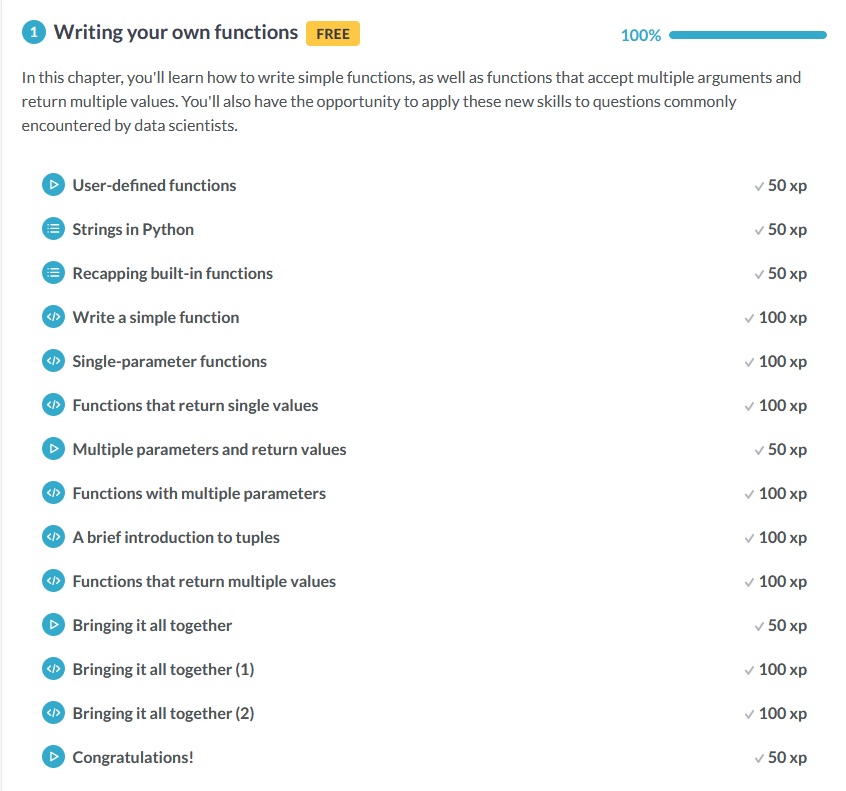 1 Writing your own functions FREE 100%
In this chapter, you'll learn how to write simple functions, as well as functions that accept multiple arguments and
return multiple values. You'll also have the opportunity to apply these new skills to questions commonly
encountered by data scientists.
User-defined functions 50 xp
Strings in Python 50 xp
Recapping built-in functions 50 xp
Write a simple function 100 xp
Single-parameter functions 100 xp
Functions that return single values 100 xp
Multiple parameters and return values 50 xp
Functions with multiple parameters 100 xp
A brief introduction to tuples 100 xp
Functions that return multiple values 100 xp
Bringing it all together 50 xp
Bringing it all together (1) 100 xp
Bringing it all together (2) 100 xp
Congratulations! 50 xp